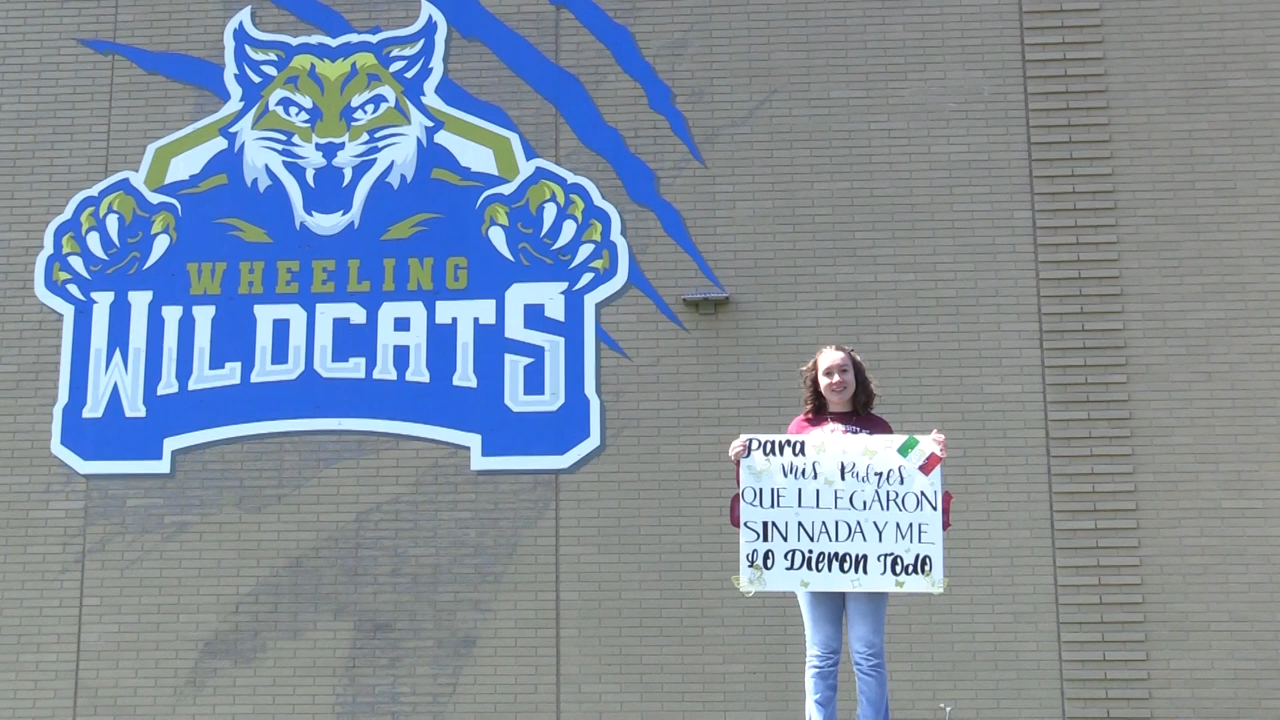 WHEELING
WILDCATS
Para
mis Padres
QUE LLEGARON
SIN NADA Y ME
LO DIERON TODO